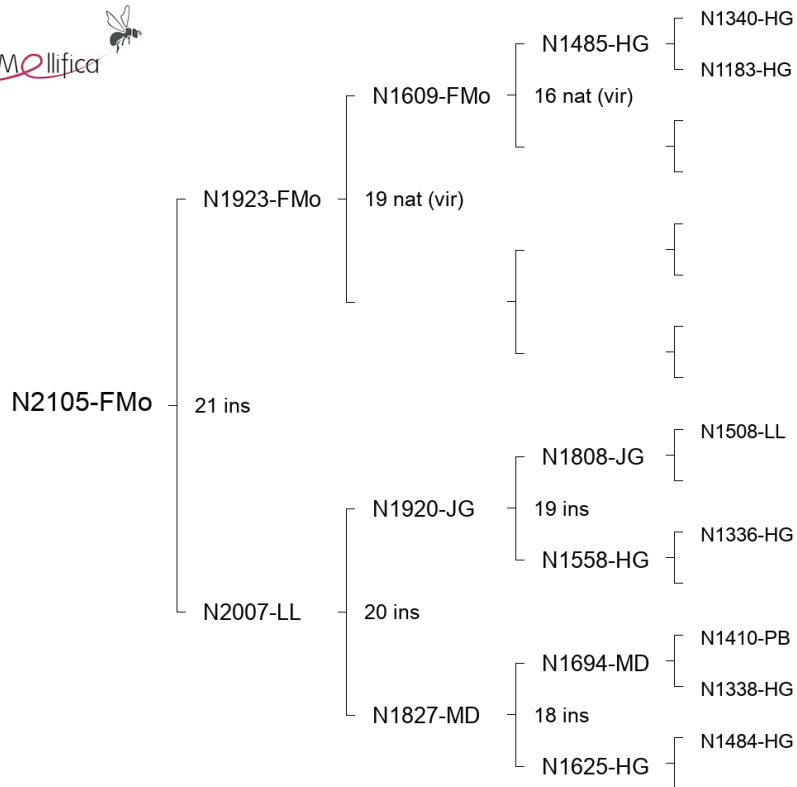 Mellifica
N1340-HG
N1485-HG
N1183-HG
N1609-FMo
16 nat (vir)
N1923-FMo
19 nat (vir)
N2105-FMo
21 ins
N1508-LL
N1808-JG
N1920-JG
19 ins
N1336-HG
N1558-HG
N2007-LL
20 ins
N1410-PB
N1694-MD
N1338-HG
N1827-MD
18 ins
N1484-HG
N1625-HG